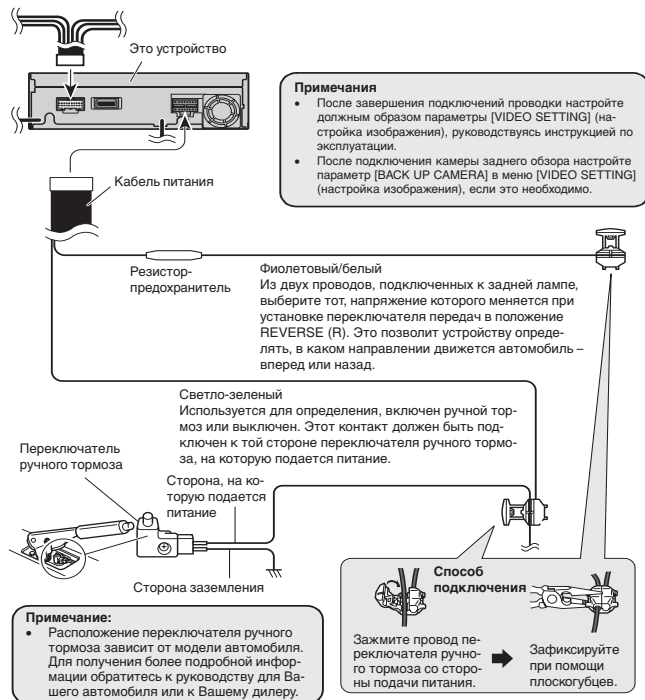 Это устройство
Примечания
• После завершения подключений проводки настройте
должным образом параметры [VIDEO SETTING] (на-
стройка изображения), руководствуясь инструкцией по
эксплуатации.
• После подключения камеры заднего обзора настройте
параметр [BACK UP CAMERA] в меню [VIDEO SETTING]
(настройка изображения), если это необходимо.
Кабель питания
Резистор-
предохранитель
Фиолетовый/белый
Из двух проводов, подключенных к задней лампе,
выберите тот, напряжение которого меняется при
установке переключателя передач в положение
REVERSE (R). Это позволит устройству опреде-
лять, в каком направлении движется автомобиль –
вперед или назад.
Светло-зеленый
Используется для определения, включен ручной тор-
моз или выключен. Этот контакт должен быть под-
ключен к той стороне переключателя ручного тормо-
за, на которую подается питание.
Переключатель
ручного тормоза
Сторона, на ко-
торую подается
питание
Сторона заземления
Примечание:
• Расположение переключателя ручного
тормоза зависит от модели автомобиля.
Для получения более подробной инфор-
мации обратитесь к руководству для Ва-
шего автомобиля или к Вашему дилеру.
Способ
подключения
Зажмите провод пе-
реключателя ручно-
го тормоза со сторо-
ны подачи питания.
Зафиксируйте
при помощи
плоскогубцев.